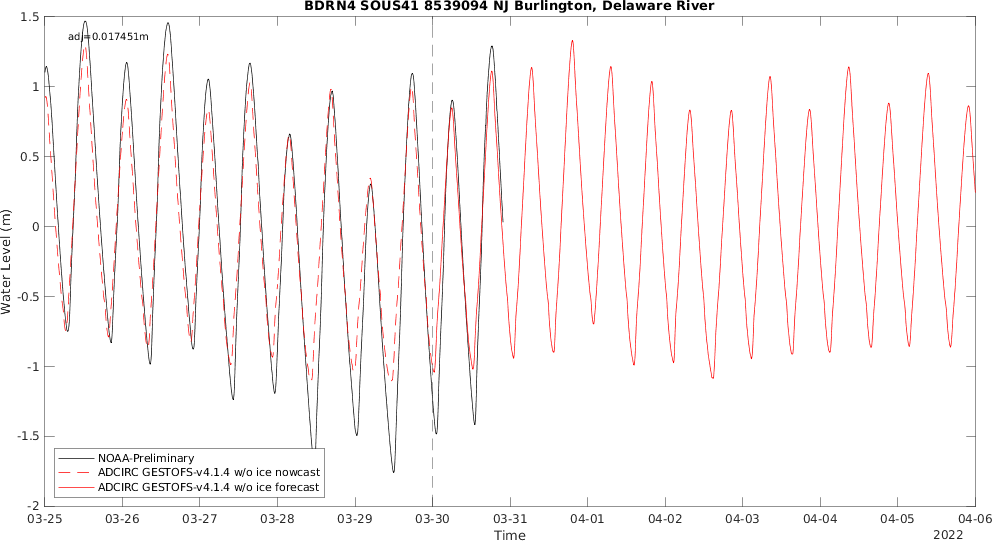 BDRN4 SOUS41 8539094 NJ Burlington, Delaware River
adj=0.017451m
1.5
1
0.5
0
-0.5
-1
-1.5
-2
Water Level (m)
NOAA-Preliminary
ADCIRC GESTOFS-v4.1.4 w/o ice nowcast
ADCIRC GESTOFS-v4.1.4 w/o ice forecast
03-25 03-26 03-27 03-28 03-29 03-30 03-31 04-01 04-02 04-03 04-04 04-05 04-06
Time
2022